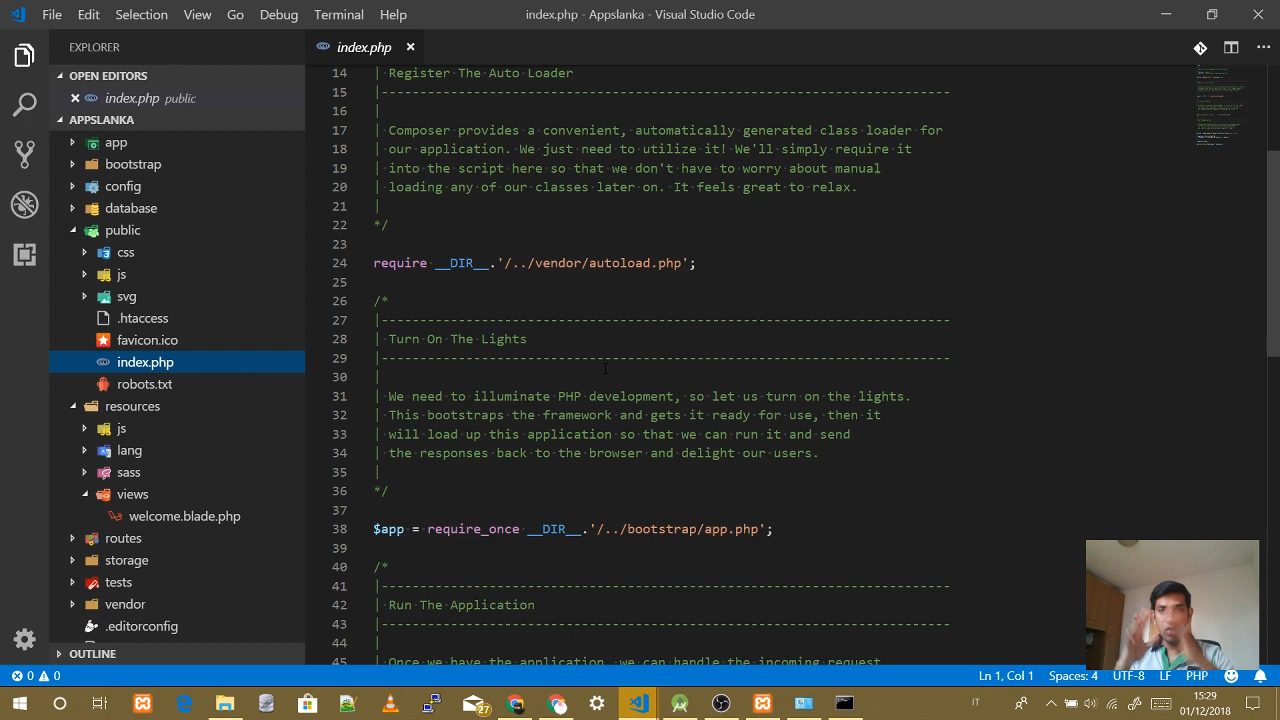 File Edit Selection View Go Debug Terminal Help
index.php - Appslanka - Visual Studio Code
EXPLORER
OPEN EDITORS
index.php public
APPSLANKA
app
bootstrap
config
database
public
css
js
svg
.htaccess
favicon.ico
index.php
robots.txt
resources
js
lang
sass
views
welcome.blade.php
routes
storage
tests
vendor
.editorconfig
OUTLINE
index.php
14 | Register The Auto Loader
15 |--------------------------------------------------------------------------
16 |
17 | Composer provides a convenient, automatically generated class loader for
18 | our application. We just need to utilize it! We'll simply require it
19 | into the script here so that we don't have to worry about manual
20 | loading any of our classes later on. It feels great to relax.
21 |
22 */
23
24 require __DIR__.'/../vendor/autoload.php';
25
26 /*
27 |--------------------------------------------------------------------------
28 | Turn On The Lights
29 |--------------------------------------------------------------------------
30 |
31 | We need to illuminate PHP development, so let us turn on the lights.
32 | This bootstraps the framework and gets it ready for use, then it
33 | will load up this application so that we can run it and send
34 | the responses back to the browser and delight our users.
35 |
36 */
37
38 $app = require_once __DIR__.'/../bootstrap/app.php';
39
40 /*
41 |--------------------------------------------------------------------------
42 | Run The Application
43 |--------------------------------------------------------------------------
44 |
45 | Once we have the application, we can handle the incoming request
0 0
Ln 1, Col 1 Spaces: 4 UTF-8 LF PHP
27
IT
15:29
01/12/2018